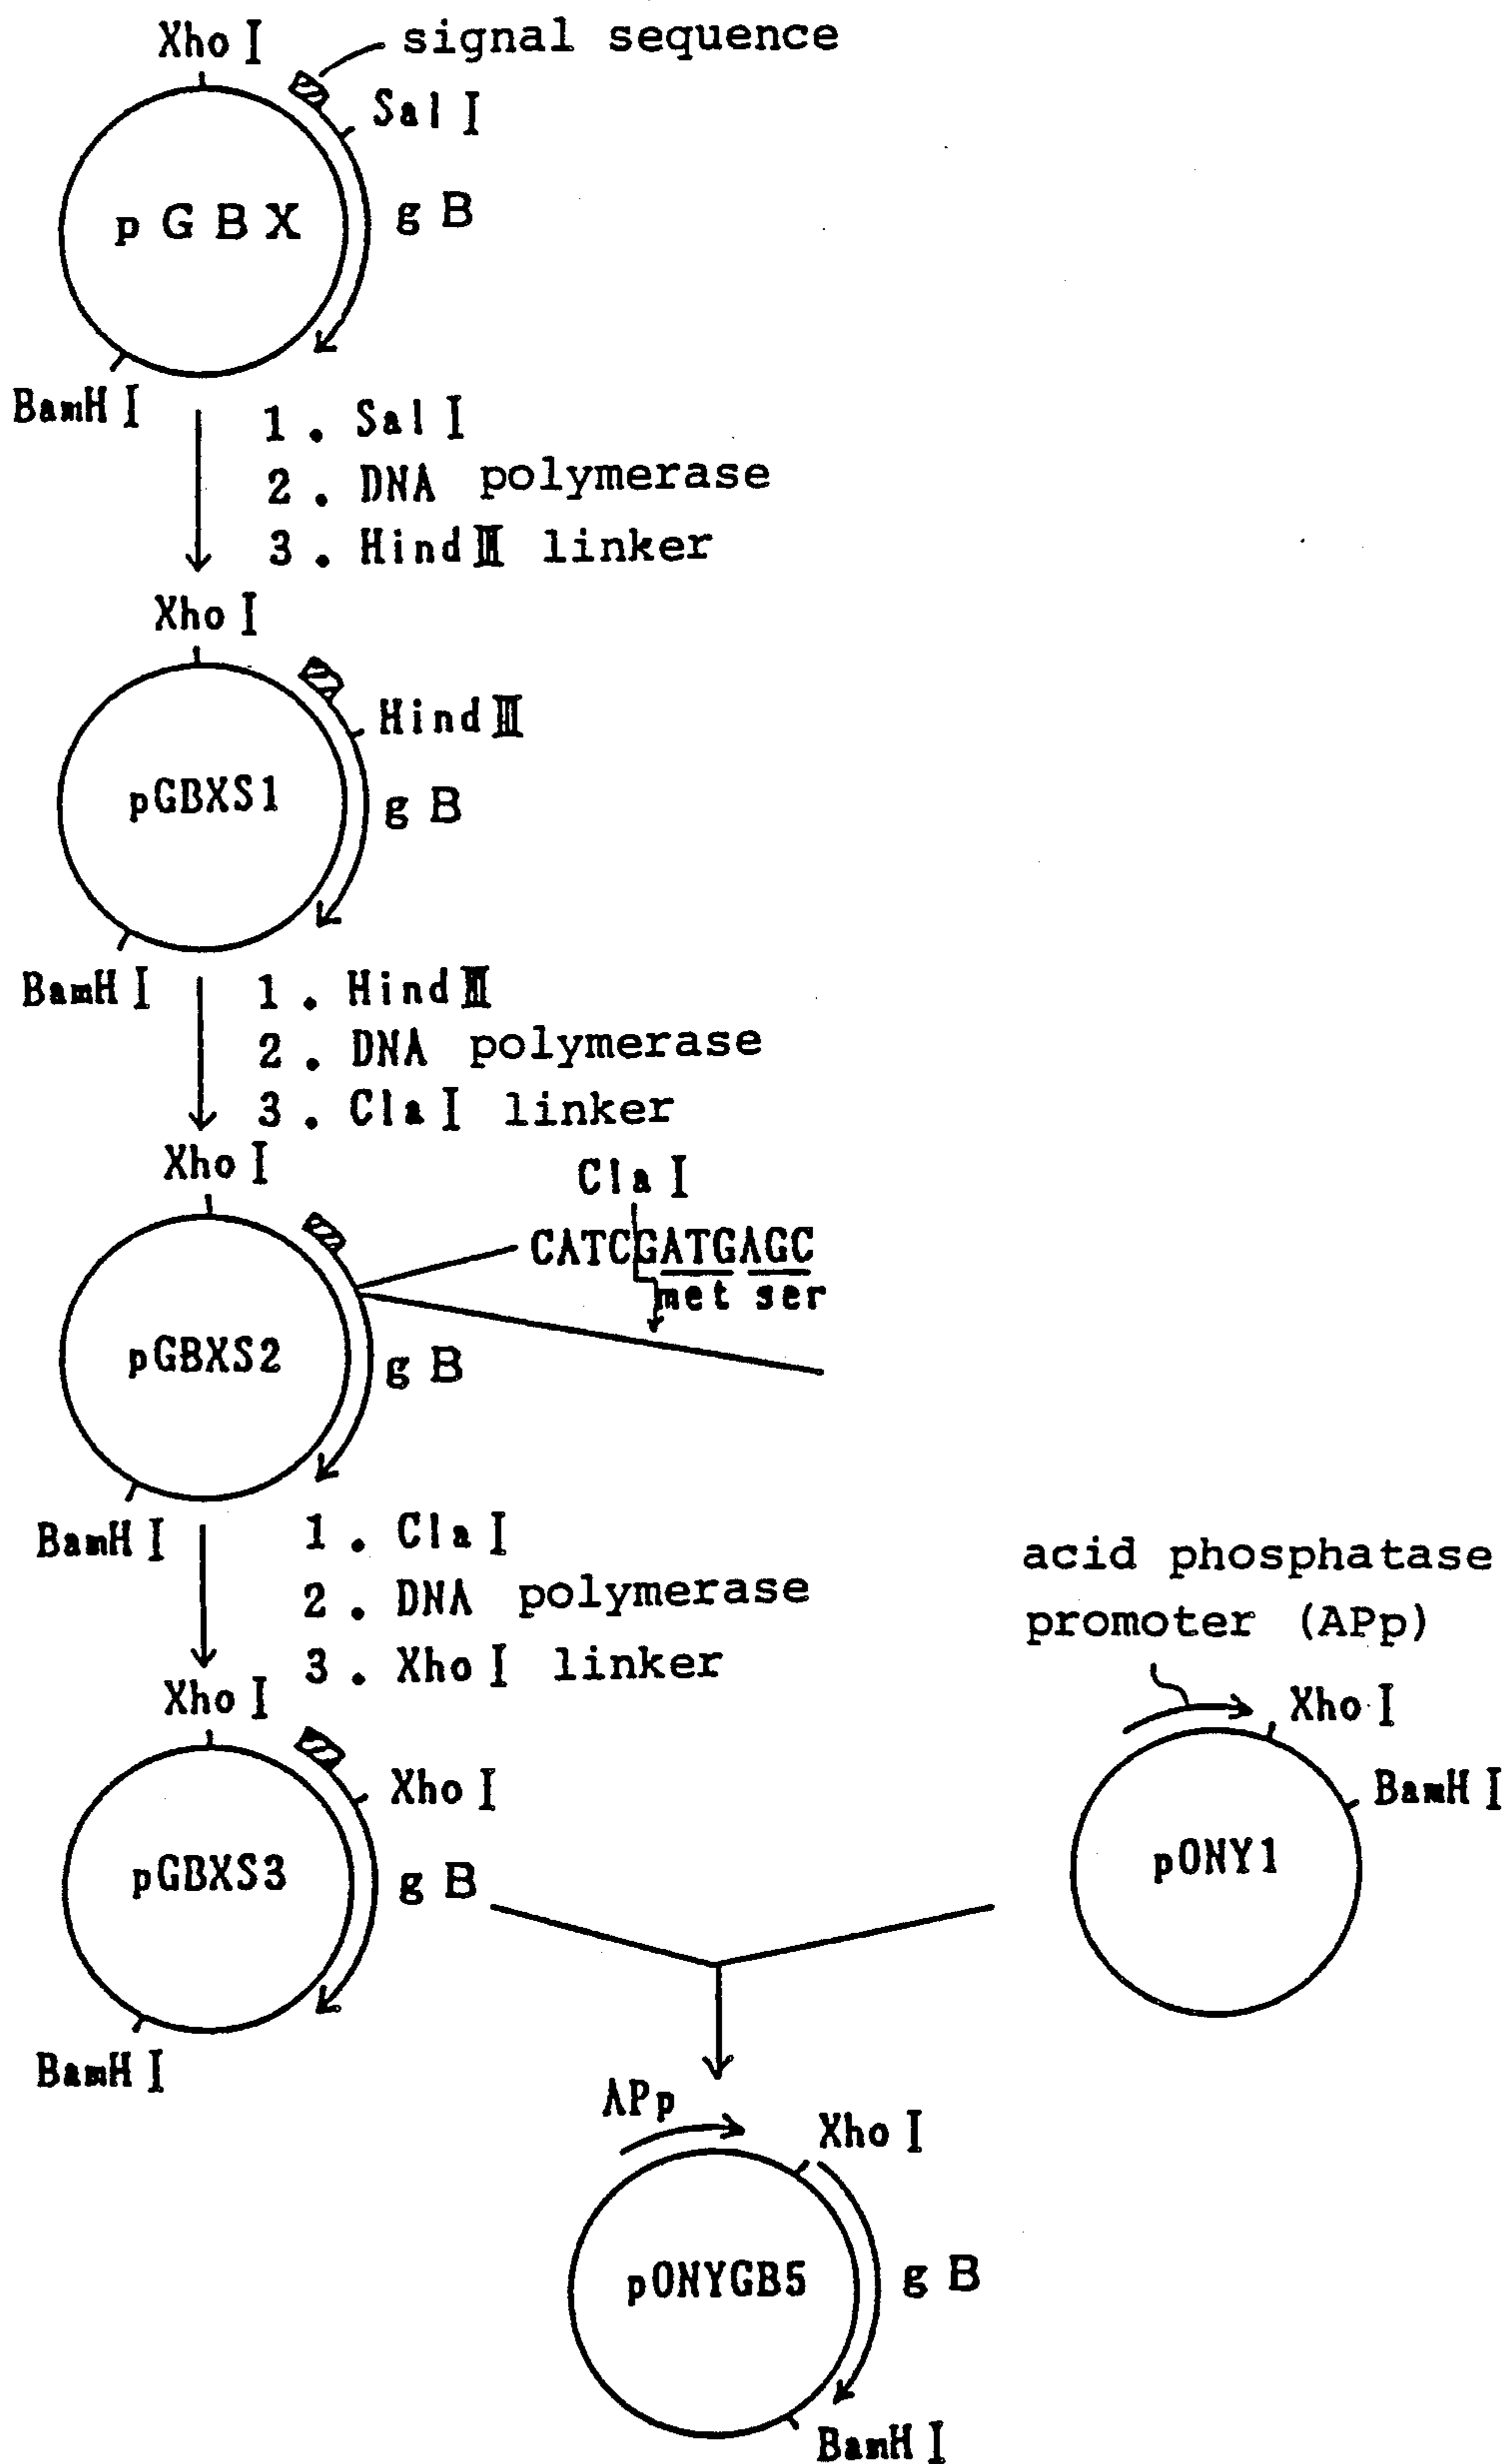 Xho I
signal sequence
Sal I
p G B X
g B
BamH I
1 . Sal I
2 . DNA polymerase
3 . Hind III linker
Xho I
Hind III
pGBXS1
g B
BamH I
1 . Hind III
2 . DNA polymerase
3 . Cla I linker
Xho I
Cla I
CATCGATGAGC
met ser
pGBXS2
g B
BamH I
1 . Cla I
2 . DNA polymerase
3 . Xho I linker
acid phosphatase
promoter (APp)
Xho I
Xho I
Xho I
BamH I
pGBXS3
g B
pONY1
BamH I
APp
Xho I
pONYGB5
g B
BamH I